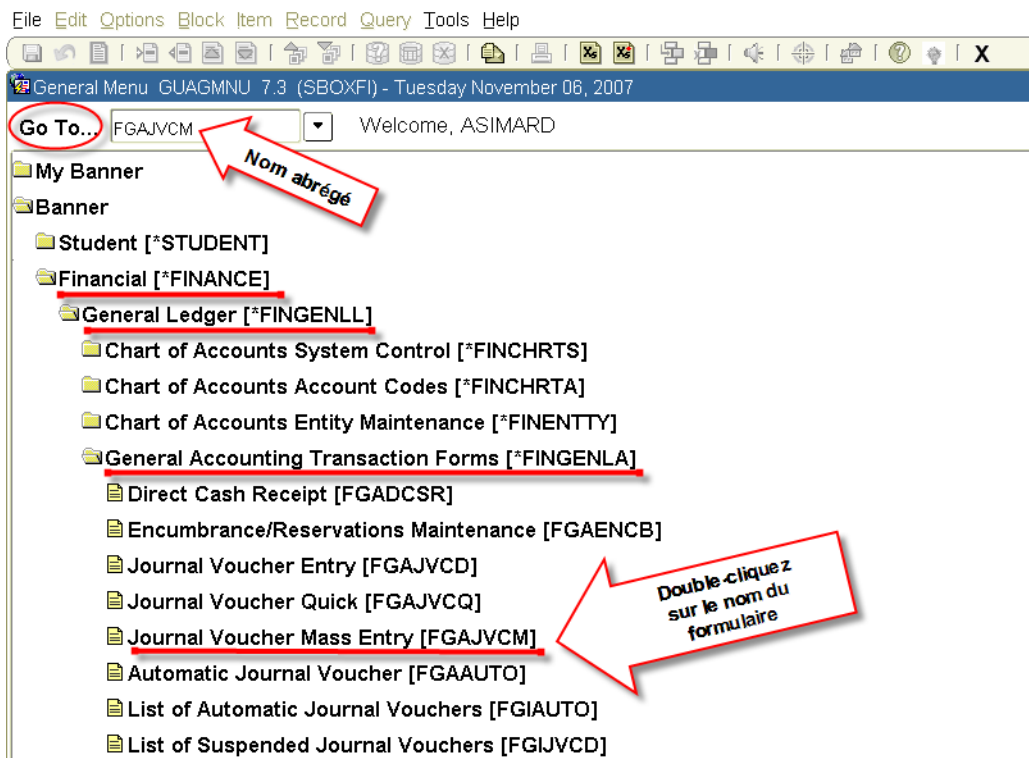 File Edit Options Block Item Record Query Tools Help
X
General Menu GUAGMNU 7.3 (SBOXFI) - Tuesday November 06, 2007
Go To... FGAJVCM Welcome, ASIMARD
Nom abrégé
My Banner
Banner
Student [*STUDENT]
Financial [*FINANCE]
General Ledger [*FINGENLL]
Chart of Accounts System Control [*FINCHRTS]
Chart of Accounts Account Codes [*FINCHRTA]
Chart of Accounts Entity Maintenance [*FINENTTY]
General Accounting Transaction Forms [*FINGENLA]
Direct Cash Receipt [FGADCSR]
Encumbrance/Reservations Maintenance [FGAENCB]
Journal Voucher Entry [FGAJVCD]
Journal Voucher Quick [FGAJVCQ]
Journal Voucher Mass Entry [FGAJVCM]
Double-cliquez
sur le nom du
formulaire
Automatic Journal Voucher [FGAAUTO]
List of Automatic Journal Vouchers [FGIAUTO]
List of Suspended Journal Vouchers [FGIJVCD]